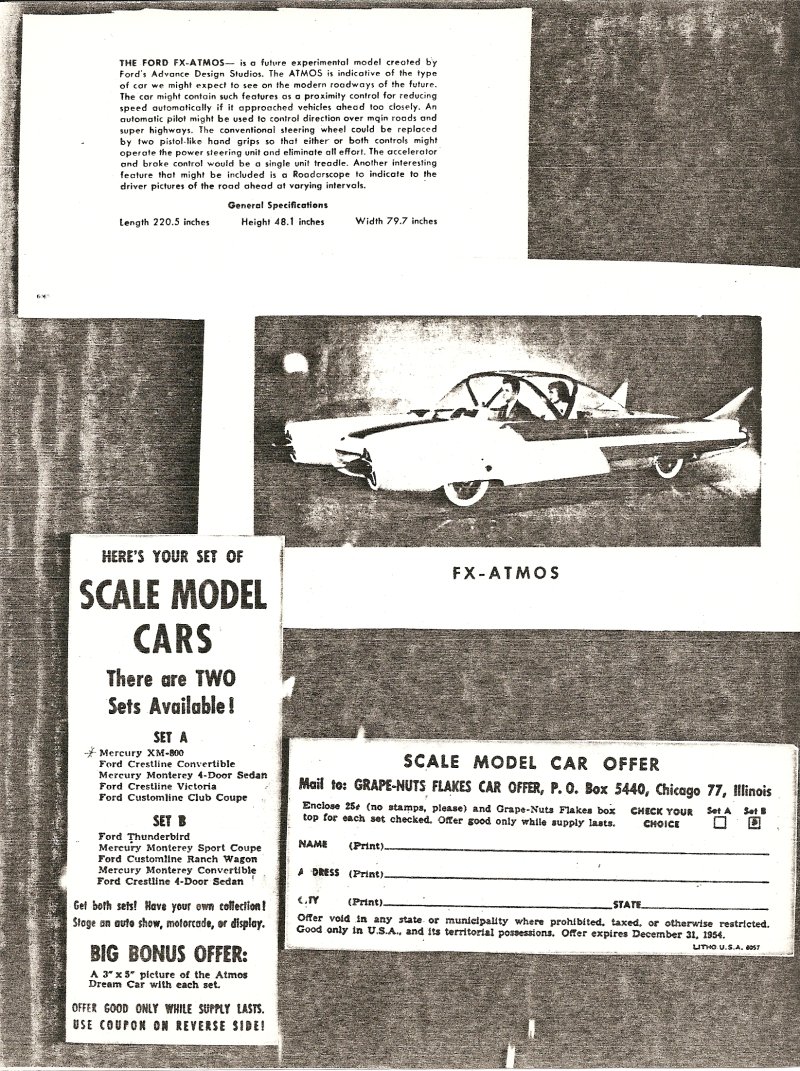 THE FORD FX-ATMOS— is a future experimental model created by
Ford's Advance Design Studios. The ATMOS is indicative of the type
of car we might expect to see on the modern roadways of the future.
The car might contain such features as a proximity control for reducing
speed automatically if it approached vehicles ahead too closely. An
automatic pilot might be used to control direction over main roads and
super highways. The conventional steering wheel could be replaced
by two pistol-like hand grips so that either or both controls might
operate the power steering unit and eliminate all effort. The accelerator
and brake control would be a single unit treadle. Another interesting
feature that might be included is a Roadarscope to indicate to the
driver pictures of the road ahead at varying intervals.
General Specifications
Length 220.5 inches Height 48.1 inches Width 79.7 inches
FX-ATMOS
HERE'S YOUR SET OF
SCALE MODEL
CARS
There are TWO
Sets Available!
SET A
Mercury XM-800
Ford Crestline Convertible
Mercury Monterey 4-Door Sedan
Ford Crestline Victoria
Ford Customline Club Coupe
SET B
Ford Thunderbird
Mercury Monterey Sport Coupe
Ford Customline Ranch Wagon
Mercury Monterey Convertible
Ford Crestline 4-Door Sedan
Get both sets! Have your own collection!
Stage an auto show, motorcade, or display.
BIG BONUS OFFER:
A 3" x 5" picture of the Atmos
Dream Car with each set.
OFFER GOOD ONLY WHILE SUPPLY LASTS.
USE COUPON ON REVERSE SIDE!
SCALE MODEL CAR OFFER
Mail to: GRAPE-NUTS FLAKES CAR OFFER, P. O. Box 5440, Chicago 77, Illinois
Enclose 25¢ (no stamps, please) and Grape-Nuts Flakes box
top for each set checked. Offer good only while supply lasts.
CHECK YOUR
CHOICE
Set A Set B
NAME (Print)
A DRESS (Print)
C TY (Print) STATE
Offer void in any state or municipality where prohibited, taxed, or otherwise restricted.
Good only in U.S.A., and its territorial possessions. Offer expires December 31, 1954.
LITHO U.S.A. 6057